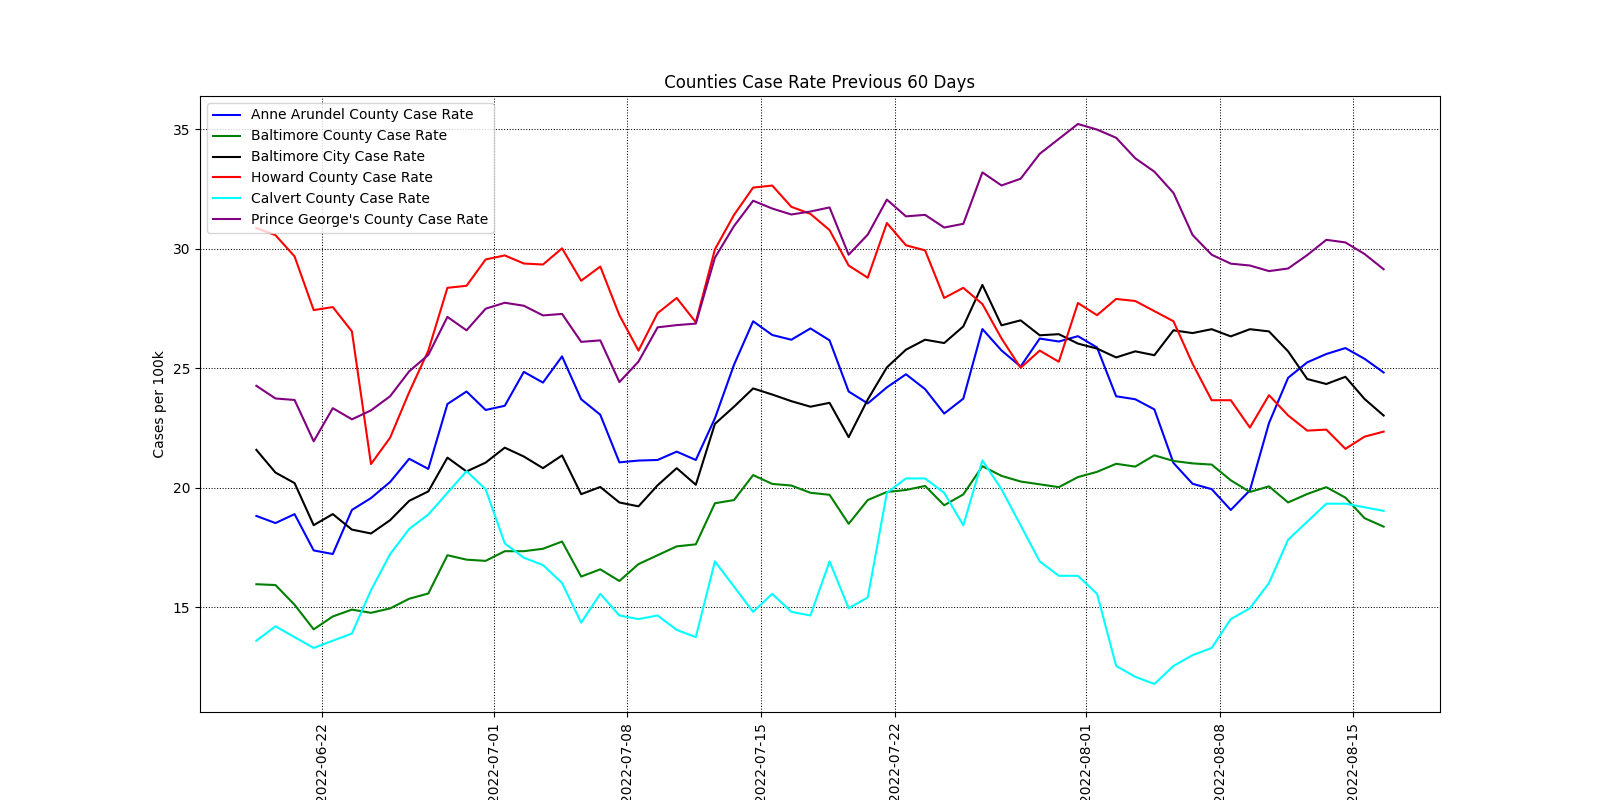 Counties Case Rate Previous 60 Days
Anne Arundel County Case Rate
Baltimore County Case Rate
Baltimore City Case Rate
Howard County Case Rate
Calvert County Case Rate
Prince George's County Case Rate
35
30
25
20
15
Cases per 100k
2022-06-22
2022-07-01
2022-07-08
2022-07-15
2022-07-22
2022-08-01
2022-08-08
2022-08-15